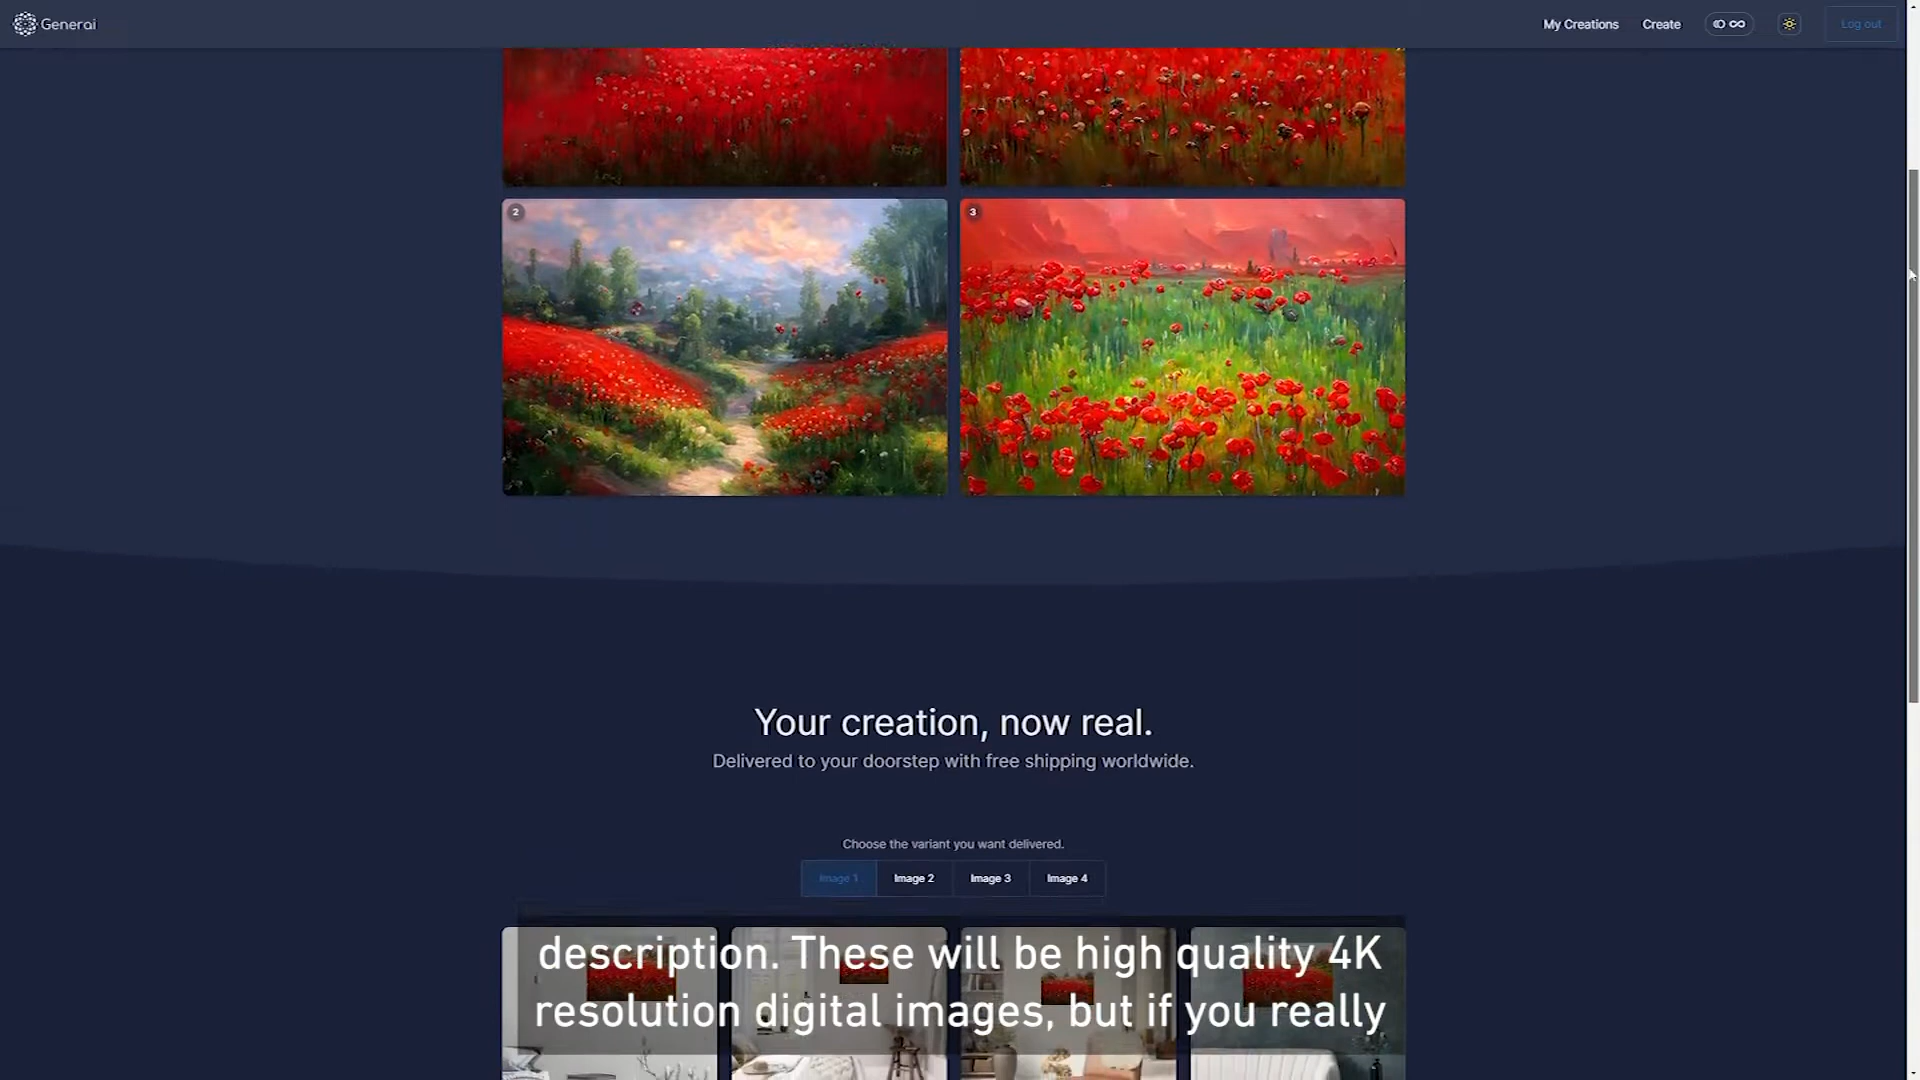 Generai
My Creations
Create
Log out
2
3
Your creation, now real.
Delivered to your doorstep with free shipping worldwide.
Choose the variant you want delivered.
Image 1
Image 2
Image 3
Image 4
description. These will be high quality 4K
resolution digital images, but if you really